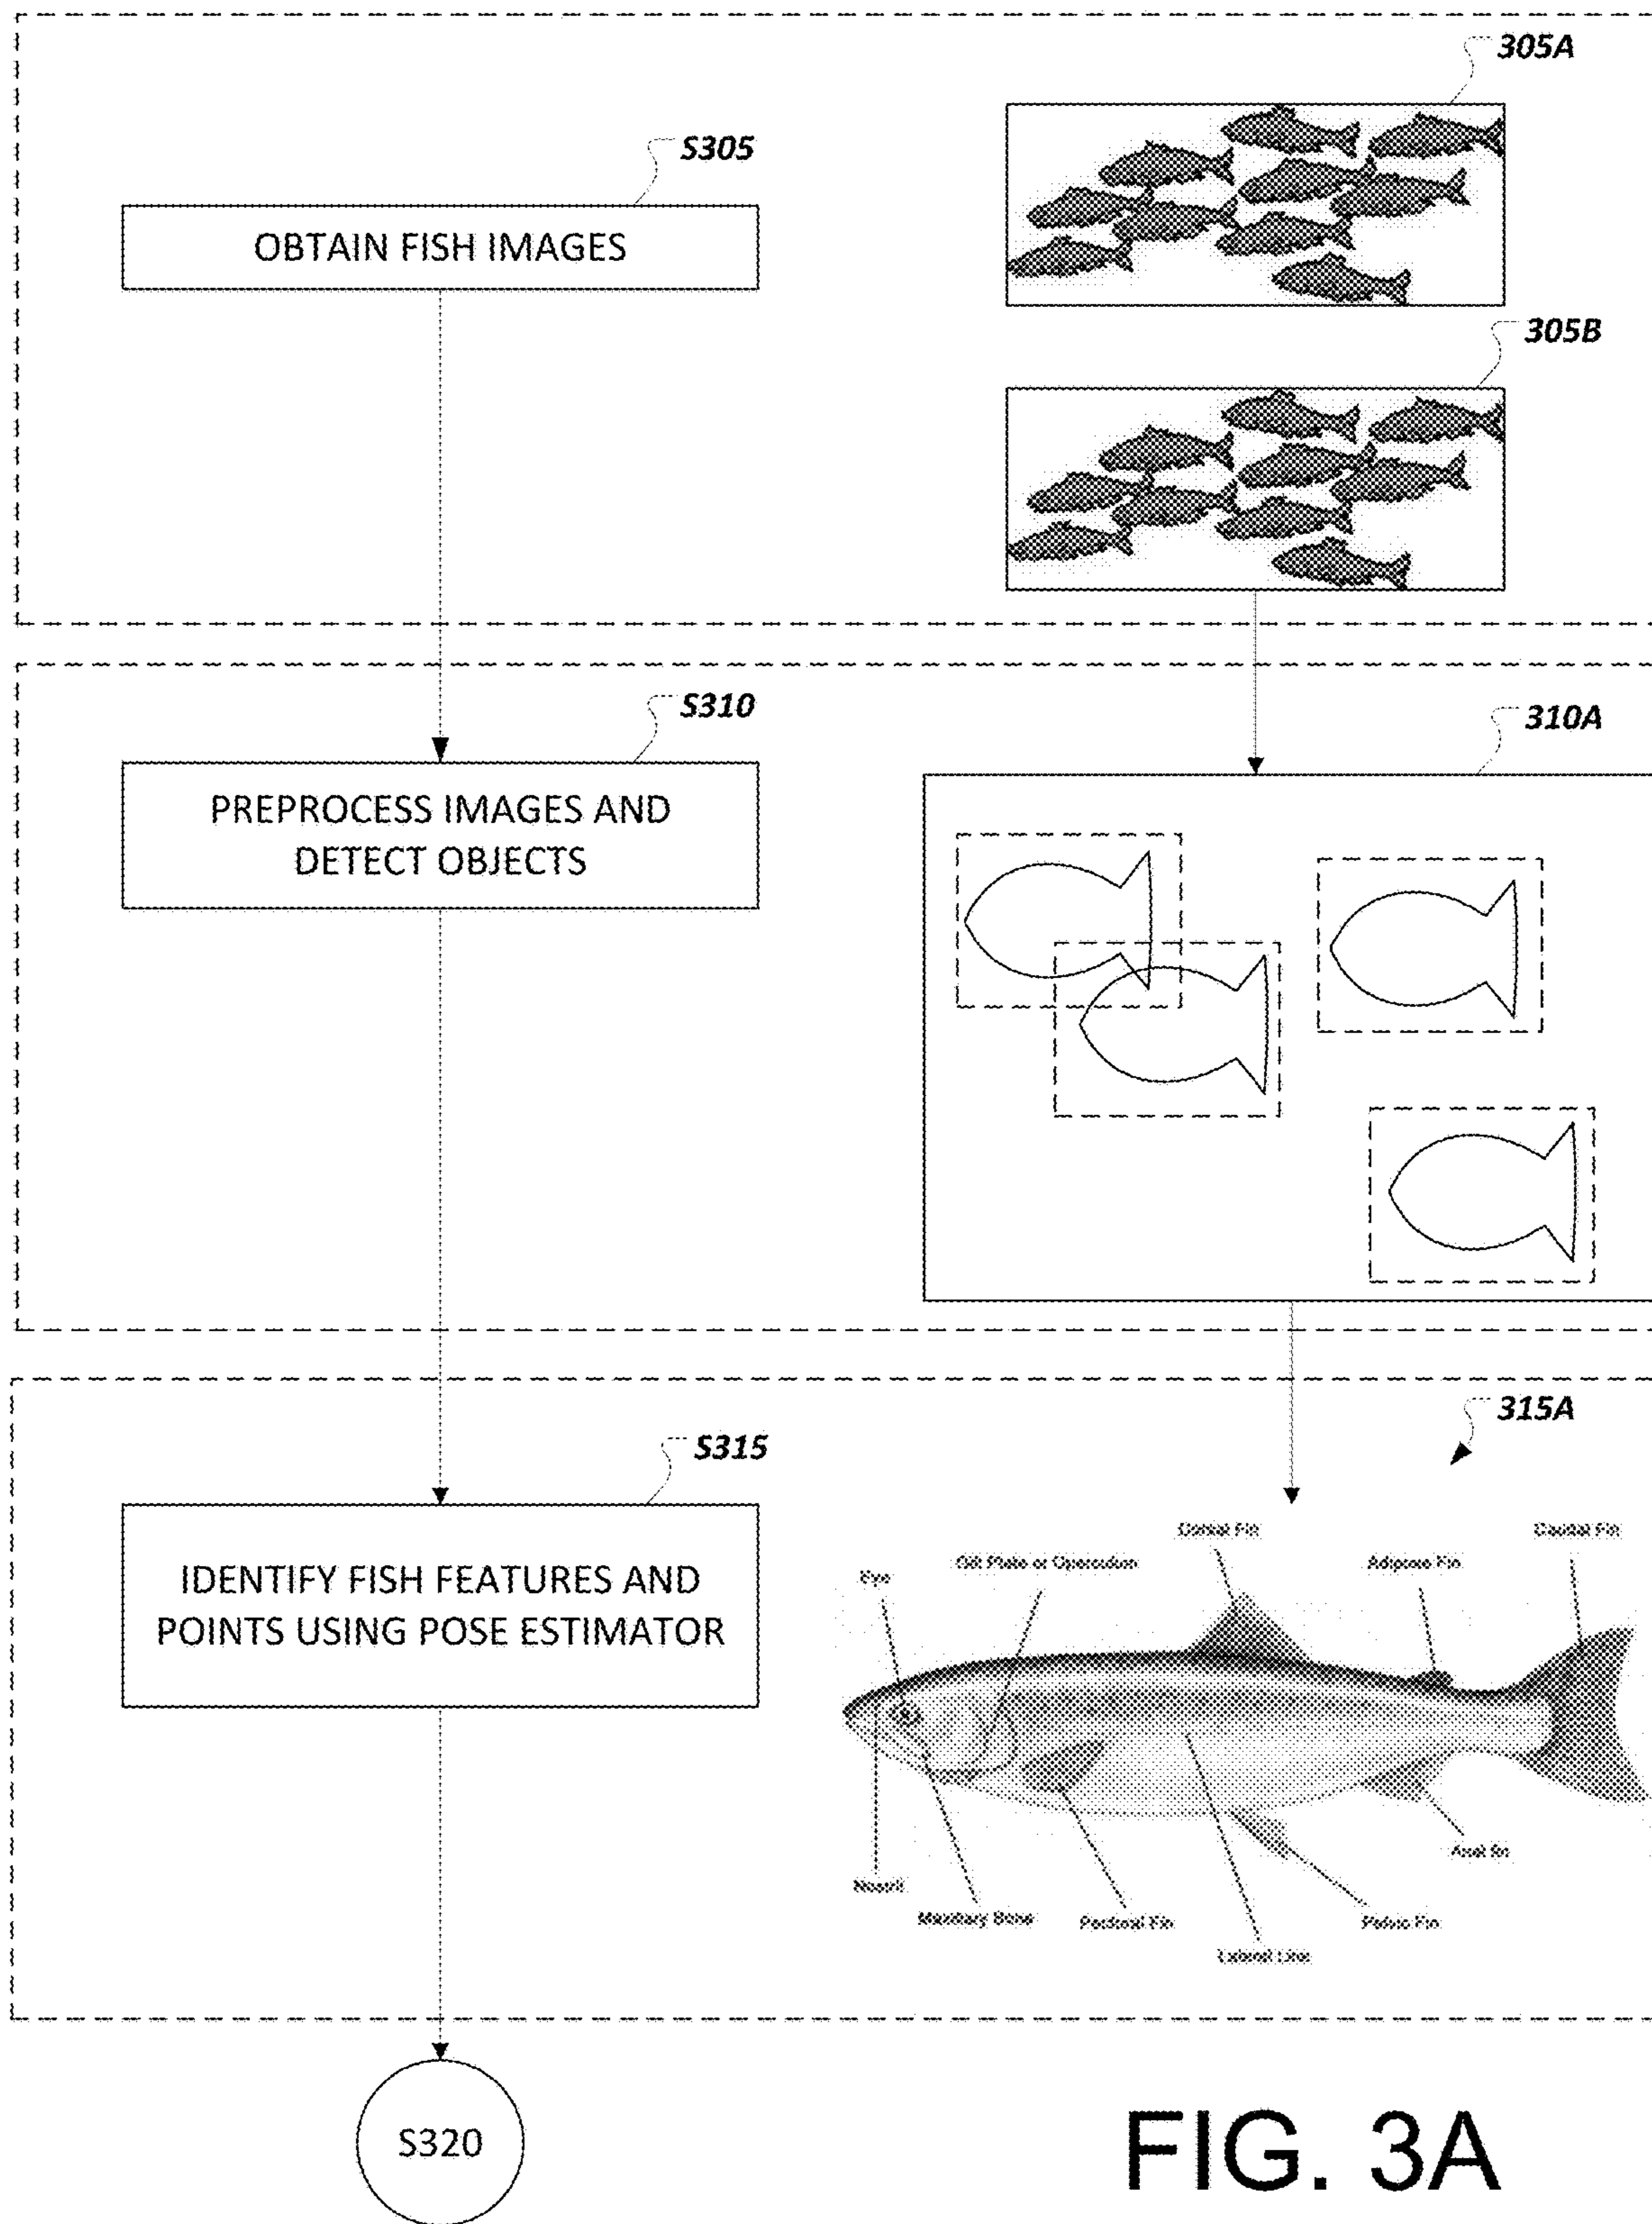 305A
S305
OBTAIN FISH IMAGES
305B
S310
310A
PREPROCESS IMAGES AND
DETECT OBJECTS
315A
S315
Dorsal Fin
Caudal Fin
Gill Plate or Operculum
Adipose Fin
Eye
IDENTIFY FISH FEATURES AND
POINTS USING POSE ESTIMATOR
Anal fin
Nostril
Maxillary Bone
Pectoral Fin
Pelvic Fin
Lateral Line
S320
FIG. 3A